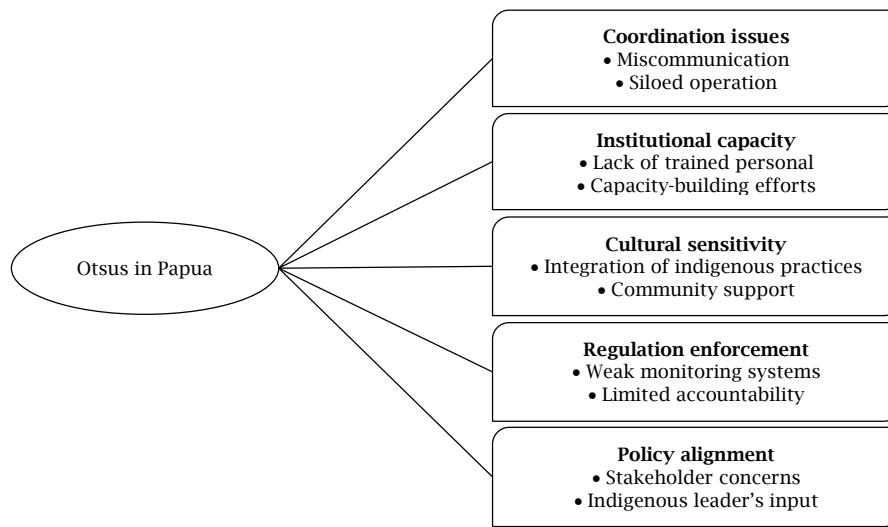 Coordination issues
• Miscommunication
• Siloed operation
Institutional capacity
• Lack of trained personal
• Capacity-building efforts
Otsus in Papua
Cultural sensitivity
• Integration of indigenous practices
• Community support
Regulation enforcement
• Weak monitoring systems
• Limited accountability
Policy alignment
• Stakeholder concerns
• Indigenous leader's input